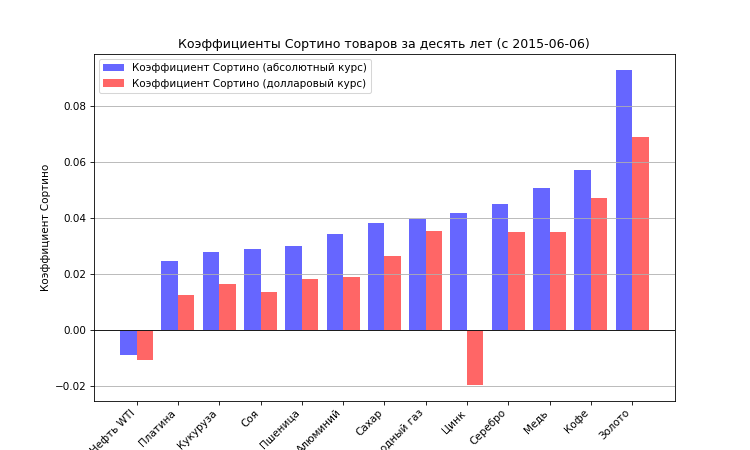 Коэффициенты Сортино товаров за десять лет (с 2015-06-06)
Коэффициент Сортино (абсолютный курс)
Коэффициент Сортино (долларовый курс)
Коэффициент Сортино
0.08
0.06
0.04
0.02
0.00
−0.02
Нефть WTI
Платина
Кукуруза
Соя
Пшеница
Алюминий
Сахар
газ
Цинк
Серебро
Медь
Кофе
Золото